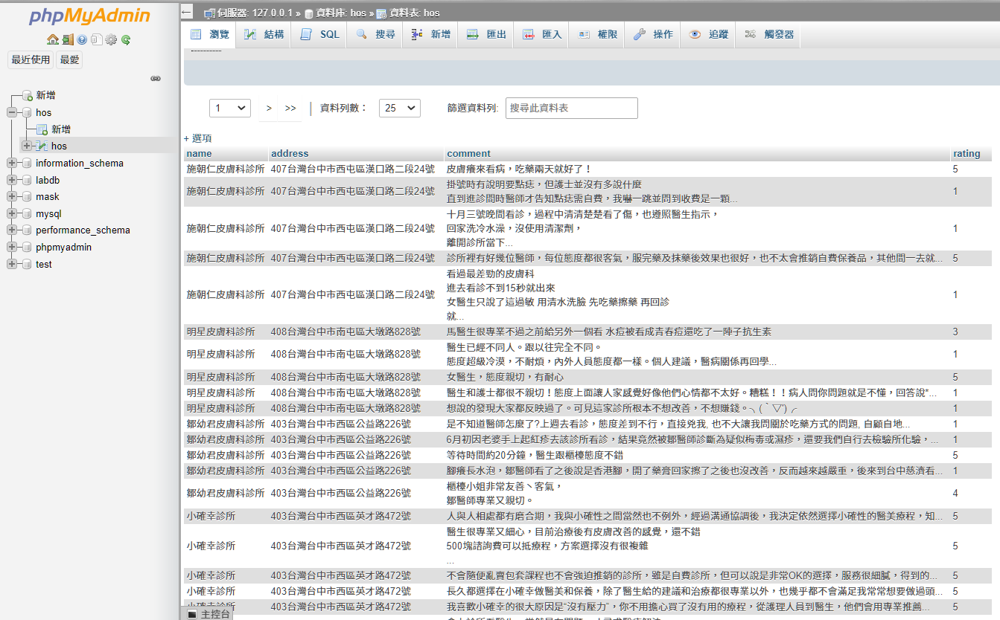 phpMyAdmin
最近使用 最愛
新增
hos
新增
hos
information_schema
labdb
mask
mysql
performance_schema
phpmyadmin
test
伺服器: 127.0.0.1 » 資料庫: hos » 資料表: hos
瀏覽 結構 SQL 搜尋 新增 匯出 匯入 權限 操作 追蹤 觸發器
1 > >> 資料列數： 25 篩選資料列: 搜尋此資料表
+ 選項
name address comment rating
施朝仁皮膚科診所 407台灣台中市西屯區漢口路二段24號 皮膚癢來看病，吃藥兩天就好了！ 5
施朝仁皮膚科診所 407台灣台中市西屯區漢口路二段24號 掛號時有說明要點痣，但護士並沒有多說什麼
直到進診間時醫師才告知點痣需自費，我嚇一跳並問到收費是一顆... 1
施朝仁皮膚科診所 407台灣台中市西屯區漢口路二段24號 十月三號晚間看診，過程中清清楚楚看了傷，也遵照醫生指示，
回家洗冷水澡，沒使用清潔劑， 1
離開診所當下...
施朝仁皮膚科診所 407台灣台中市西屯區漢口路二段24號 診所裡有好幾位醫師，每位態度都很客氣，服完藥及抹藥後效果也很好，也不太會推銷自費保養品，其他間一去就... 5
施朝仁皮膚科診所 407台灣台中市西屯區漢口路二段24號 看過最差勁的皮膚科
進去看診不到15秒就出來 1
女醫生只說了這過敏 用清水洗臉 先吃藥擦藥 再回診
就...
明星皮膚科診所 408台灣台中市南屯區大墩路828號 馬醫生很專業不過之前給另外一個看 水痘被看成青春痘還吃了一陣子抗生素 3
明星皮膚科診所 408台灣台中市南屯區大墩路828號 醫生已經不同人。跟以往完全不同。
態度超級冷漠，不耐煩，內外人員態度都一樣。個人建議，醫病關係再回學... 1
明星皮膚科診所 408台灣台中市南屯區大墩路828號 女醫生，態度親切，有耐心 5
明星皮膚科診所 408台灣台中市南屯區大墩路828號 醫生和護士都很不親切！態度上面讓人家感覺好像他們心情都不太好。糟糕！！病人問你問題就是不懂，回答說*... 1
明星皮膚科診所 408台灣台中市南屯區大墩路828號 想說的發現大家都反映過了。可見這家診所根本不想改善，不想賺錢。╮(￣▽￣)╭ 1
鄒幼君皮膚科診所 403台灣台中市西區公益路226號 是不知道醫師怎麼了?上週去看診，態度差到不行，直接兇我, 也不大讓我問關於吃藥方式的問題, 自顧自地... 1
鄒幼君皮膚科診所 403台灣台中市西區公益路226號 6月初因老婆手上起紅疹去該診所看診，結果竟然被鄒醫師診斷為疑似梅毒或濕疹，還要我們自行去檢驗所化驗，... 1
鄒幼君皮膚科診所 403台灣台中市西區公益路226號 等待時間約20分鐘，醫生跟櫃檯態度不錯 5
鄒幼君皮膚科診所 403台灣台中市西區公益路226號 腳癢長水泡，鄒醫師看了之後說是香港腳，開了藥膏回家擦了之後也沒改善，反而越來越嚴重，後來到台中慈濟看... 1
鄒幼君皮膚科診所 403台灣台中市西區公益路226號 櫃檯小姐非常友善、客氣，
鄒醫師專業又親切。 4
小確幸診所 403台灣台中市西區英才路472號 人與人相處都有磨合期，我與小確性之間當然也不例外，經過溝通協調後，我決定依然選擇小確性的醫美療程，知... 5
小確幸診所 403台灣台中市西區英才路472號 醫生很專業又細心，目前治療後有皮膚改善的感覺，還不錯
500塊諮詢費可以抵療程，方案選擇沒有很複雜 5
...
小確幸診所 403台灣台中市西區英才路472號 不會隨便亂賣包套課程也不會強迫推銷的診所，雖是自費診所，但可以說是非常OK的選擇，服務很細膩，得到的... 5
小確幸診所 403台灣台中市西區英才路472號 長久都選擇在小確幸做醫美和保養，除了醫生給的建議和治療都很專業以外，也幾乎都不會滿足我常常想要做過頭... 5
小確幸診所 403台灣台中市西區英才路472號 我喜歡小確幸的很大原因是“沒有壓力”，你不用擔心買了沒有用的療程，從護理人員到醫生，他們會用專業推薦... 5
主控台